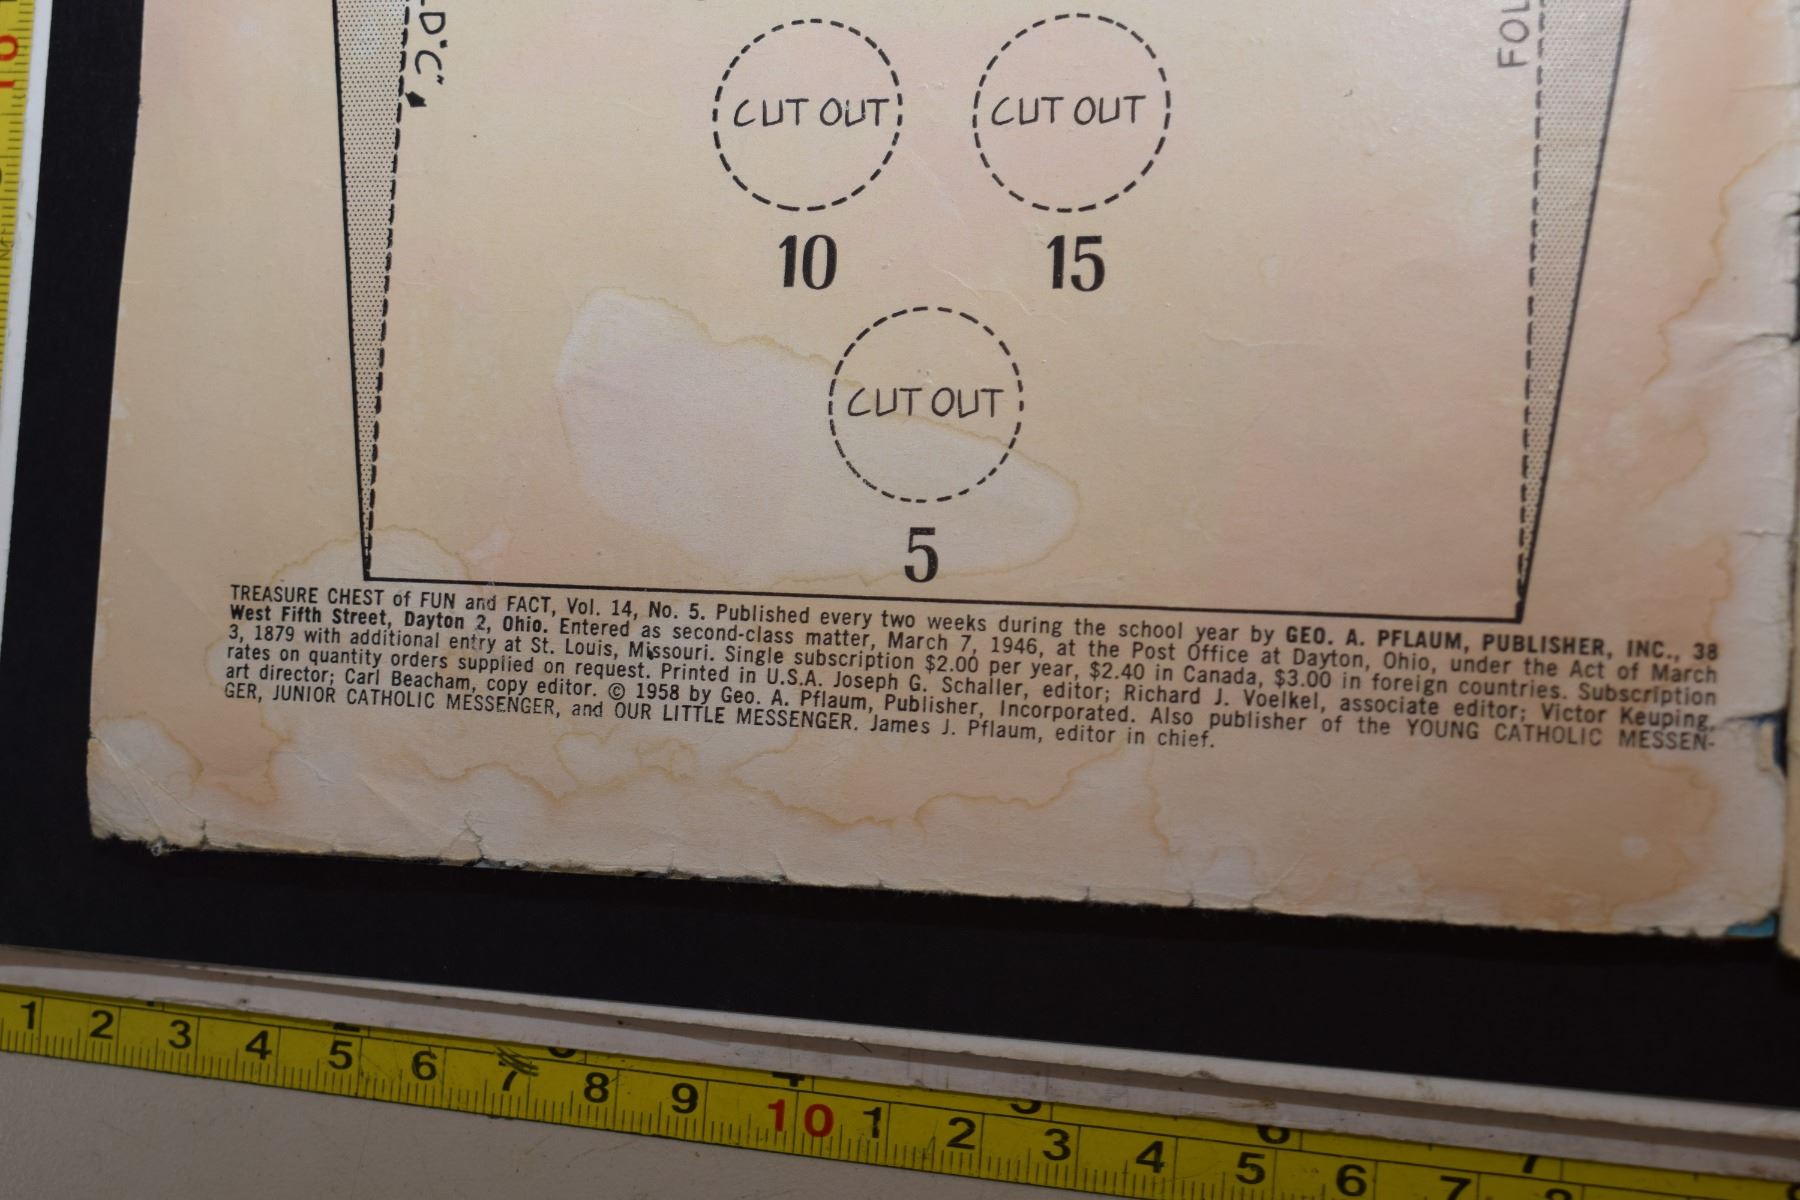 D "C"
FOL
CUT OUT CUT OUT
10 15
CUT OUT
5
TREASURE CHEST of FUN and FACT, Vol. 14, No. 5. Published every two weeks during the school year by GEO. A. PFLAUM, PUBLISHER, INC., 38
West Fifth Street, Dayton 2, Ohio. Entered as second-class matter, March 7, 1946, at the Post Office at Dayton, Ohio, under the Act of March
3, 1879 with additional entry at St. Louis, Missouri. Single subscription $2.00 per year, $2.40 in Canada, $3.00 in foreign countries. Subscription
rates on quantity orders supplied on request. Printed in U.S.A. Joseph G. Schaller, editor; Richard J. Voelkel, associate editor; Victor Keuping,
art director; Carl Beacham, copy editor. © 1958 by Geo. A. Pflaum, Publisher, Incorporated. Also publisher of the YOUNG CATHOLIC MESSEN-
GER, JUNIOR CATHOLIC MESSENGER, and OUR LITTLE MESSENGER. James J. Pflaum, editor in chief.
1 2 3 4 5 6 7 8 9 10 1 2 3 4 5 6 7